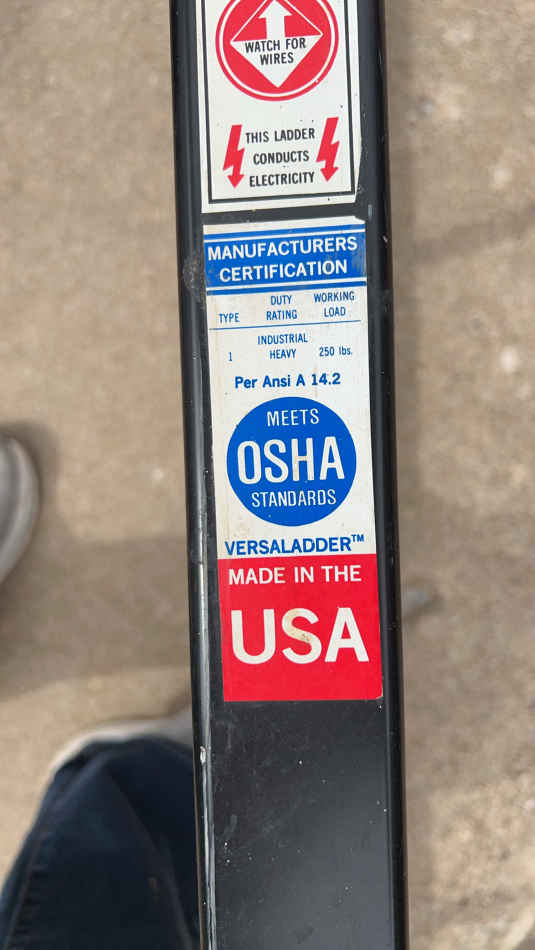 WATCH FOR
WIRES
THIS LADDER
CONDUCTS
ELECTRICITY
MANUFACTURERS
CERTIFICATION
TYPE DUTY RATING WORKING LOAD
1 INDUSTRIAL HEAVY 250 lbs.
Per Ansi A 14.2
MEETS
OSHA
STANDARDS
VERSALADDER™
MADE IN THE
USA